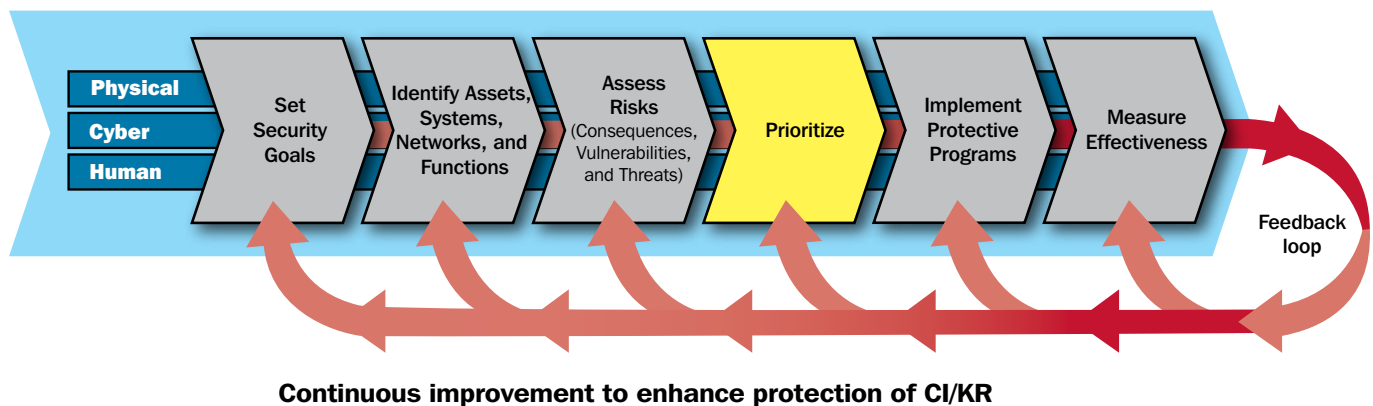 Physical
Cyber
Human
Set
Security
Goals
Identify Assets,
Systems,
Networks, and
Functions
Assess
Risks
(Consequences,
Vulnerabilities,
and Threats)
Prioritize
Implement
Protective
Programs
Measure
Effectiveness
Feedback
loop
Continuous improvement to enhance protection of CI/KR